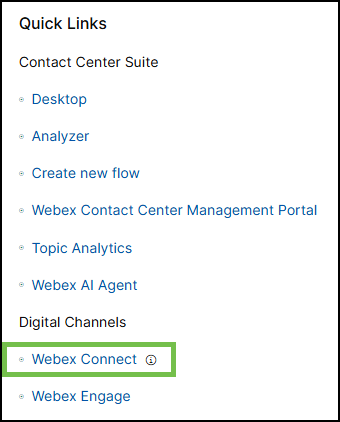 Quick Links
Contact Center Suite
Desktop
Analyzer
Create new flow
Webex Contact Center Management Portal
Topic Analytics
Webex AI Agent
Digital Channels
Webex Connect
Webex Engage